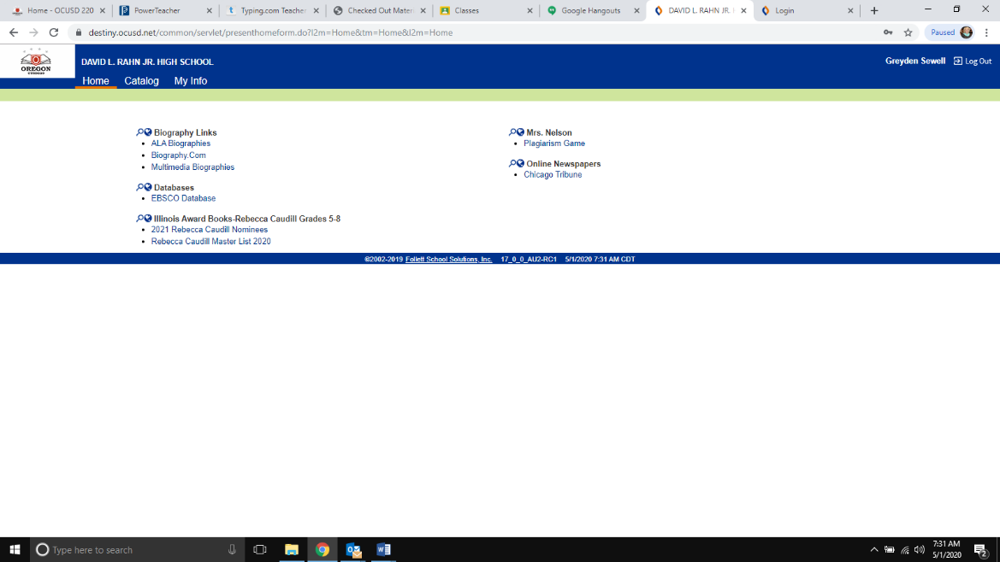 Home - OCUSD 220
PowerTeacher
Typing.com Teacher
Checked Out Materi
Classes
Google Hangouts
DAVID L. RAHN JR. H
Login
destiny.ocusd.net/common/servlet/presenthomeform.do?l2m=Home&tm=Home&l2m=Home
Paused
OREGON
DAVID L. RAHN JR. HIGH SCHOOL
Greyden Sewell
Log Out
Home
Catalog
My Info
Biography Links
ALA Biographies
Biography.Com
Multimedia Biographies
Databases
EBSCO Database
Illinois Award Books-Rebecca Caudill Grades 5-8
2021 Rebecca Caudill Nominees
Rebecca Caudill Master List 2020
Mrs. Nelson
Plagiarism Game
Online Newspapers
Chicago Tribune
©2002-2019 Follett School Solutions, Inc. 17_0_0_AU2-RC1 5/1/2020 7:31 AM CDT
Type here to search
7:31 AM
5/1/2020
2